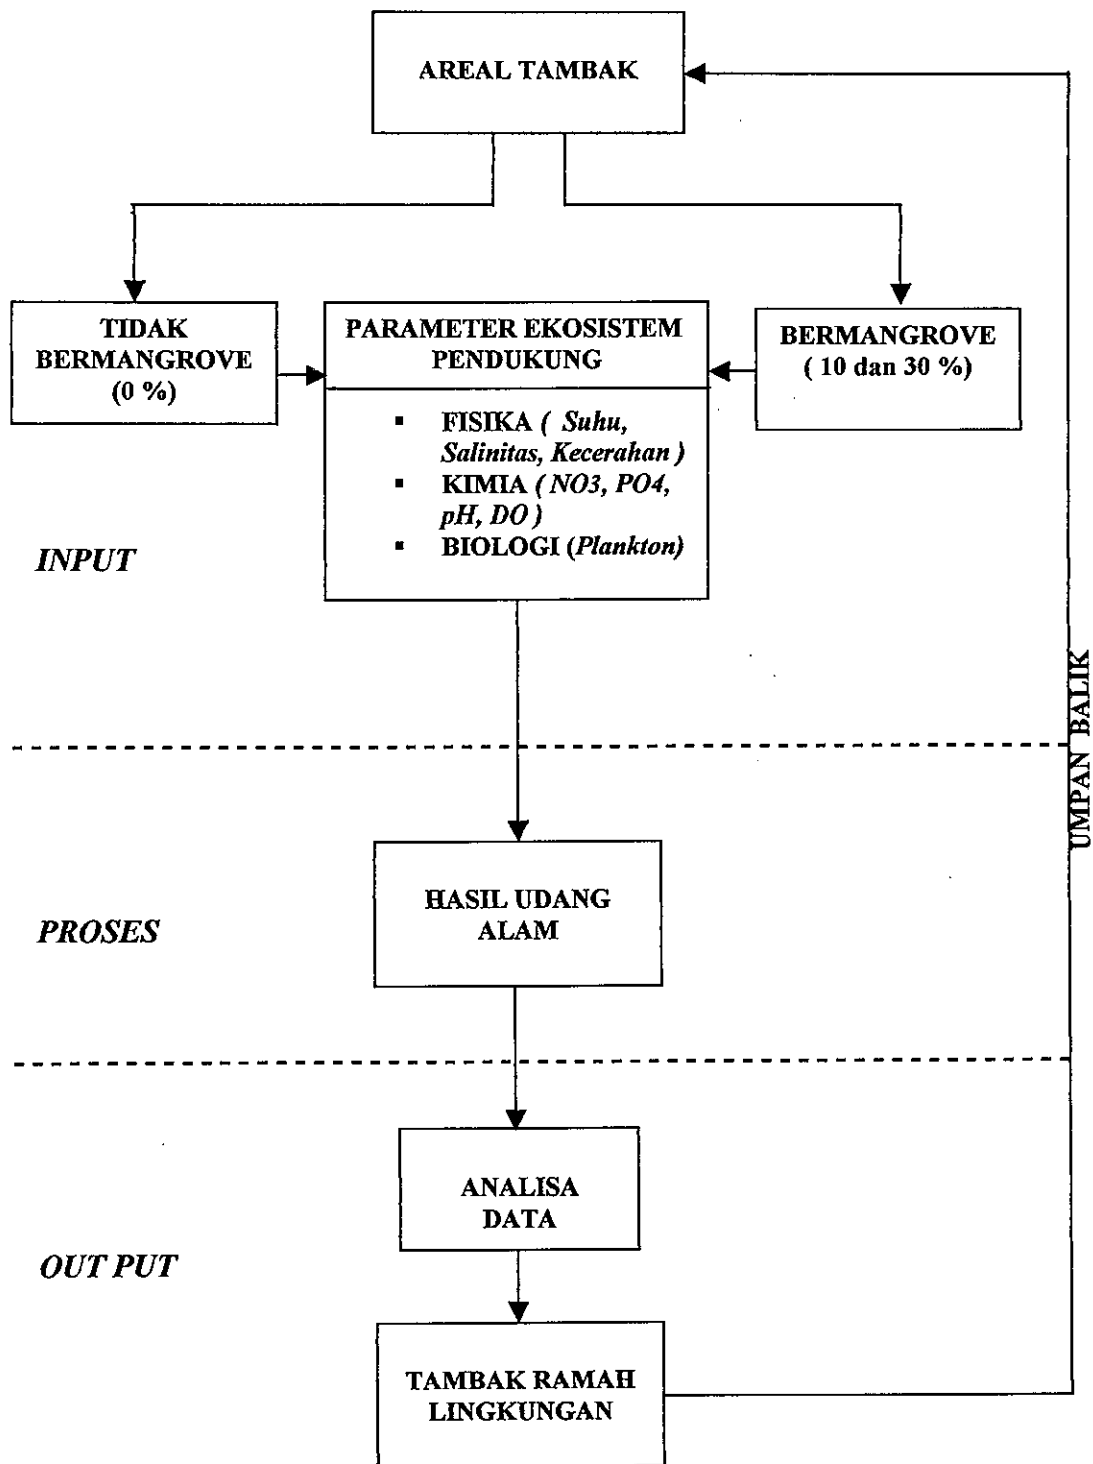 AREAL TAMBAK
TIDAK
BERMANGROVE
(0 %)
PARAMETER EKOSISTEM
PENDUKUNG
▪ FISIKA ( Suhu,
Salinitas, Kecerahan )
▪ KIMIA ( NO3, PO4,
pH, DO )
▪ BIOLOGI (Plankton)
BERMANGROVE
( 10 dan 30 %)
INPUT
UMPAN BALIK
HASIL UDANG
ALAM
PROSES
ANALISA
DATA
OUT PUT
TAMBAK RAMAH
LINGKUNGAN